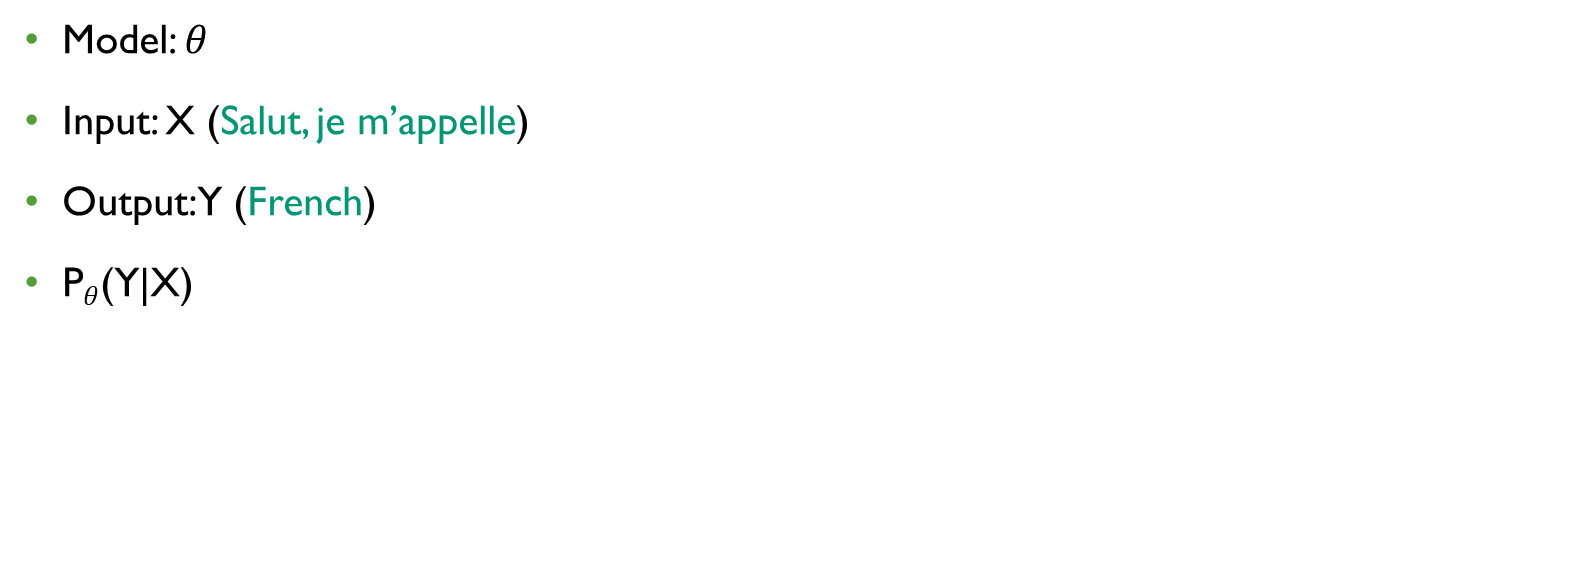 • Model: θ
• Input: X (Salut, je m’appelle)
• Output: Y (French)
• Pθ(Y|X)